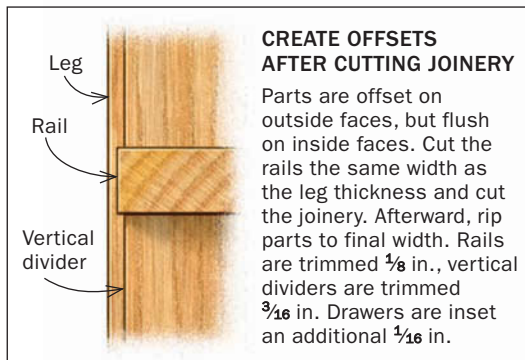 Leg
Rail
Vertical
divider
CREATE OFFSETS
AFTER CUTTING JOINERY
Parts are offset on
outside faces, but flush
on inside faces. Cut the
rails the same width as
the leg thickness and cut
the joinery. Afterward, rip
parts to final width. Rails
are trimmed 1⁄8 in., vertical
dividers are trimmed
3⁄16 in. Drawers are inset
an additional 1⁄16 in.